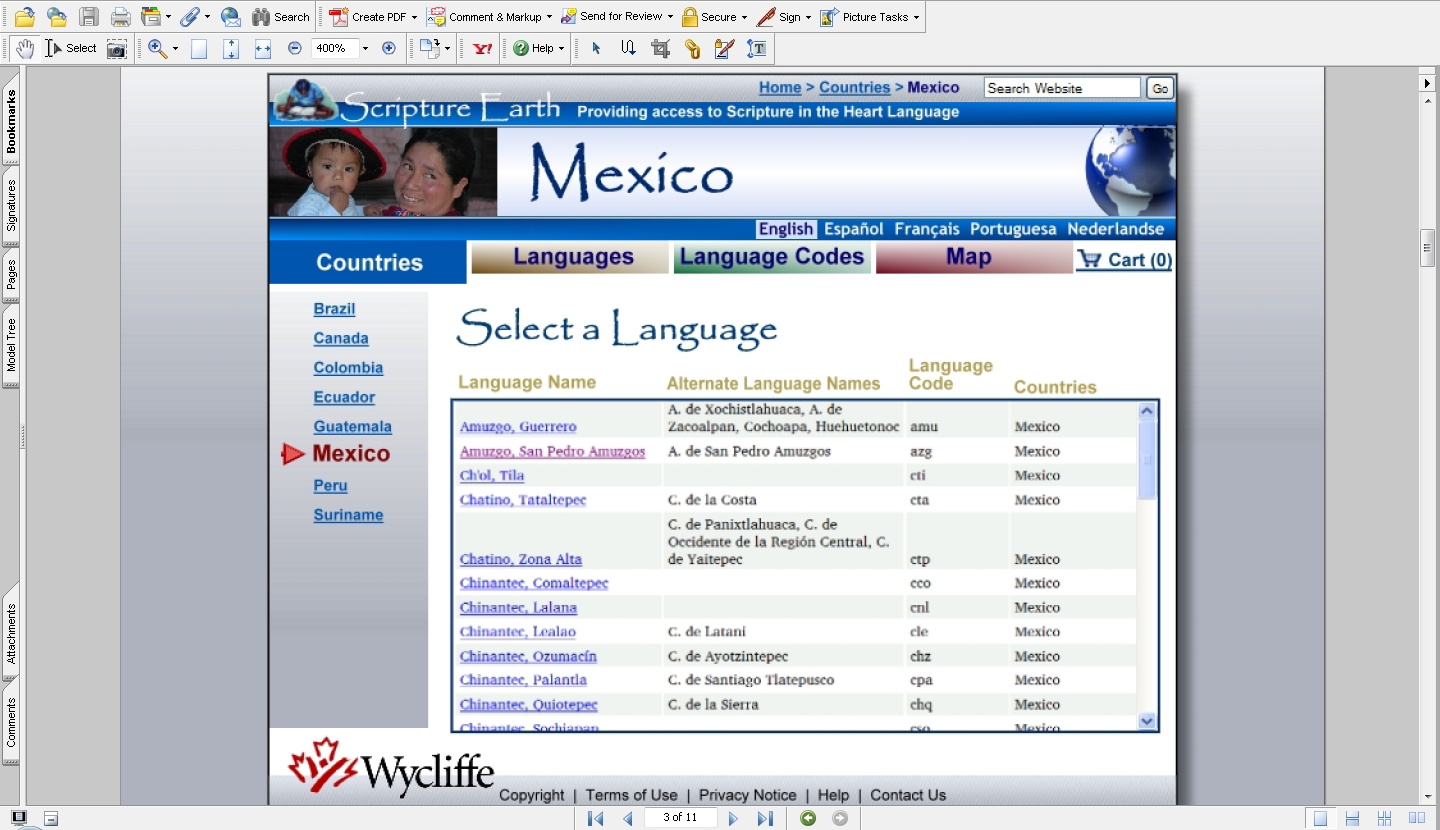 Search
Create PDF
Comment & Markup
Send for Review
Secure
Sign
Picture Tasks
Select
400%
Y!
Help
Bookmarks
Signatures
Pages
Model Tree
Attachments
Comments
Home > Countries > Mexico
Search Website
Go
Scripture Earth
Providing access to Scripture in the Heart Language
Mexico
English Español Français Portuguesa Nederlandse
Countries
Languages
Language Codes
Map
Cart (0)
Brazil
Canada
Colombia
Ecuador
Guatemala
Mexico
Peru
Suriname
Select a Language
Language Name
Alternate Language Names
Language
Code
Countries
A. de Xochistlahuaca, A. de
Amuzgo, Guerrero Zacoalpan, Cochoapa, Huehuetonoc amu Mexico
Amuzgo, San Pedro Amuzgos A. de San Pedro Amuzgos azg Mexico
Ch'ol, Tila cti Mexico
Chatino, Tataltepec C. de la Costa cta Mexico
C. de Panixtlahuaca, C. de
Occidente de la Región Central, C.
Chatino, Zona Alta de Yaitepec ctp Mexico
Chinantec, Comaltepec cco Mexico
Chinantec, Lalana cnl Mexico
Chinantec, Lealao C. de Latani cle Mexico
Chinantec, Ozumacín C. de Ayotzintepec chz Mexico
Chinantec, Palantla C. de Santiago Tlatepusco cpa Mexico
Chinantec, Quiotepec C. de la Sierra chq Mexico
Chinantec, Sochiapan cso Mexico
Wycliffe
Copyright | Terms of Use | Privacy Notice | Help | Contact Us
3 of 11